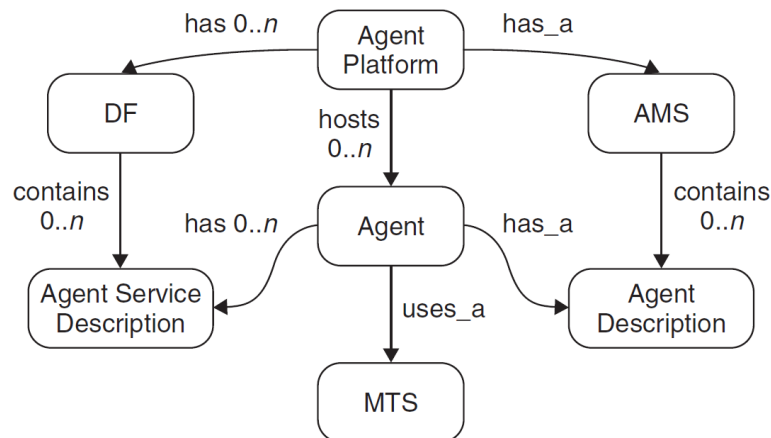 has 0..n
Agent
Platform
has_a
DF
hosts
0..n
AMS
contains
0..n
has 0..n
Agent
has_a
contains
0..n
Agent Service
Description
uses_a
Agent
Description
MTS